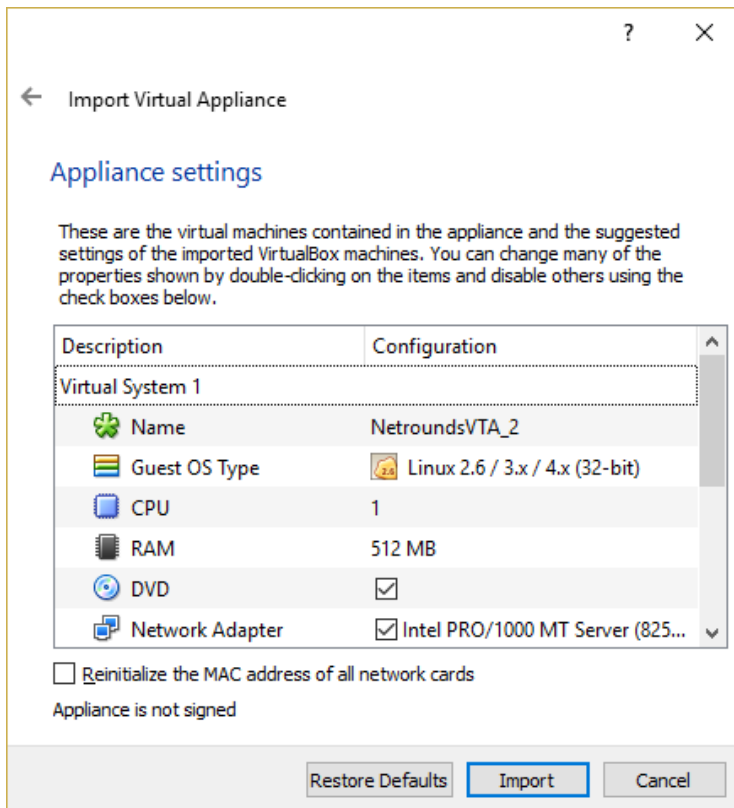 ?
Import Virtual Appliance
Appliance settings
These are the virtual machines contained in the appliance and the suggested
settings of the imported VirtualBox machines. You can change many of the
properties shown by double-clicking on the items and disable others using the
check boxes below.
Description Configuration
Virtual System 1
Name NetroundsVTA_2
Guest OS Type 2.6 Linux 2.6 / 3.x / 4.x (32-bit)
CPU 1
RAM 512 MB
DVD
Network Adapter Intel PRO/1000 MT Server (825...
Reinitialize the MAC address of all network cards
Appliance is not signed
Restore Defaults Import Cancel